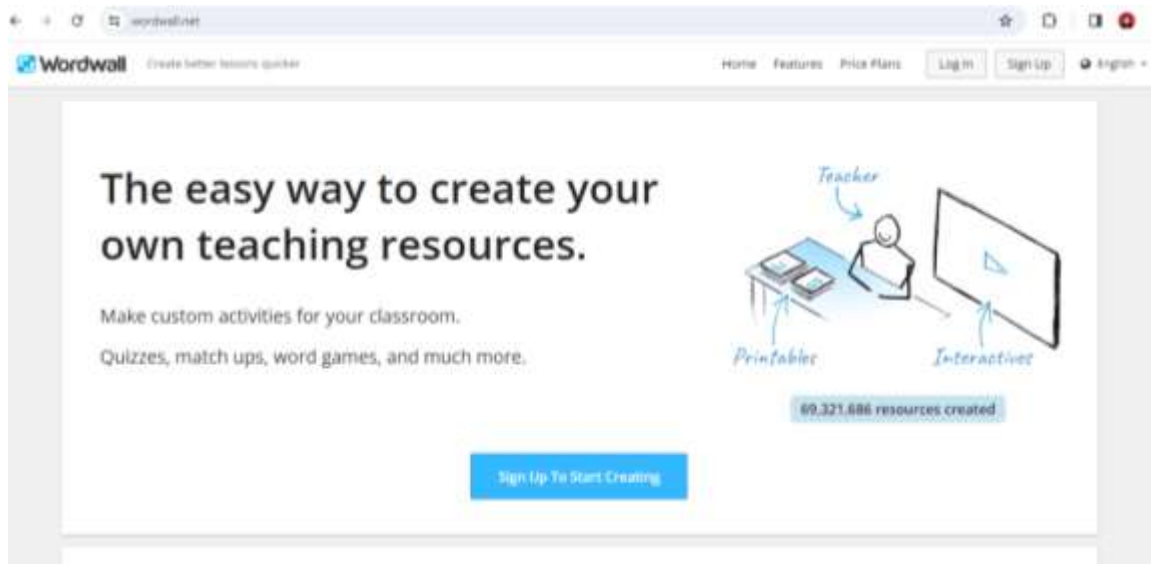 wordwall.net
Wordwall Create better lessons quicker Home Features Price Plans Log In Sign Up English
The easy way to create your
own teaching resources.
Make custom activities for your classroom.
Quizzes, match ups, word games, and much more.
Teacher
Printables
Interactives
69,321,686 resources created
Sign Up To Start Creating